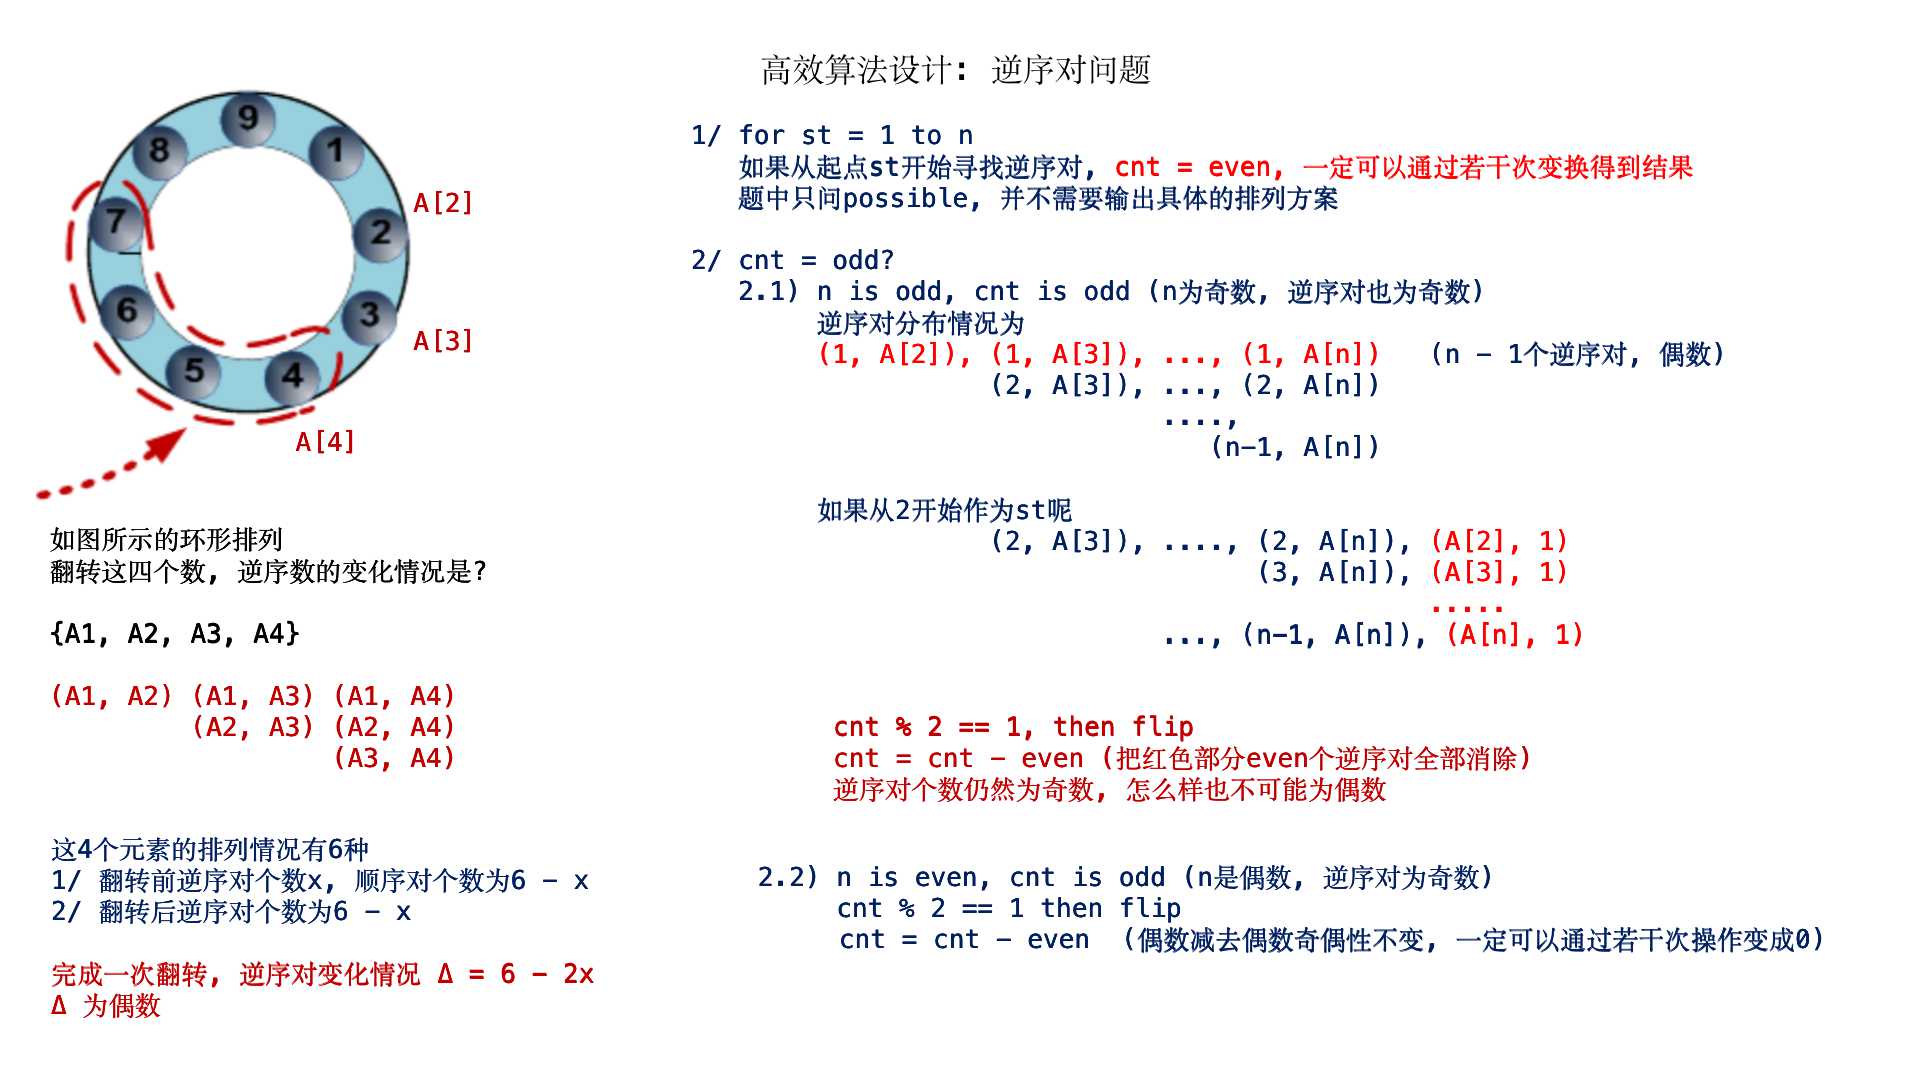 高效算法设计: 逆序对问题
9
8
1
7
2
A[2]
6
3
A[3]
5
4
A[4]
如图所示的环形排列
翻转这四个数, 逆序数的变化情况是?
{A1, A2, A3, A4}
(A1, A2) (A1, A3) (A1, A4)
(A2, A3) (A2, A4)
(A3, A4)
这4个元素的排列情况有6种
1/ 翻转前逆序对个数x, 顺序对个数为6 - x
2/ 翻转后逆序对个数为6 - x
完成一次翻转, 逆序对变化情况 Δ = 6 - 2x
Δ 为偶数
1/ for st = 1 to n
如果从起点st开始寻找逆序对, cnt = even, 一定可以通过若干次变换得到结果
题中只问possible, 并不需要输出具体的排列方案
2/ cnt = odd?
2.1) n is odd, cnt is odd (n为奇数, 逆序对也为奇数)
逆序对分布情况为
(1, A[2]), (1, A[3]), ..., (1, A[n]) (n - 1个逆序对, 偶数)
(2, A[3]), ..., (2, A[n])
....,
(n-1, A[n])
如果从2开始作为st呢
(2, A[3]), ...., (2, A[n]), (A[2], 1)
(3, A[n]), (A[3], 1)
.....
..., (n-1, A[n]), (A[n], 1)
cnt % 2 == 1, then flip
cnt = cnt - even (把红色部分even个逆序对全部消除)
逆序对个数仍然为奇数, 怎么样也不可能为偶数
2.2) n is even, cnt is odd (n是偶数, 逆序对为奇数)
cnt % 2 == 1 then flip
cnt = cnt - even (偶数减去偶数奇偶性不变, 一定可以通过若干次操作变成0)